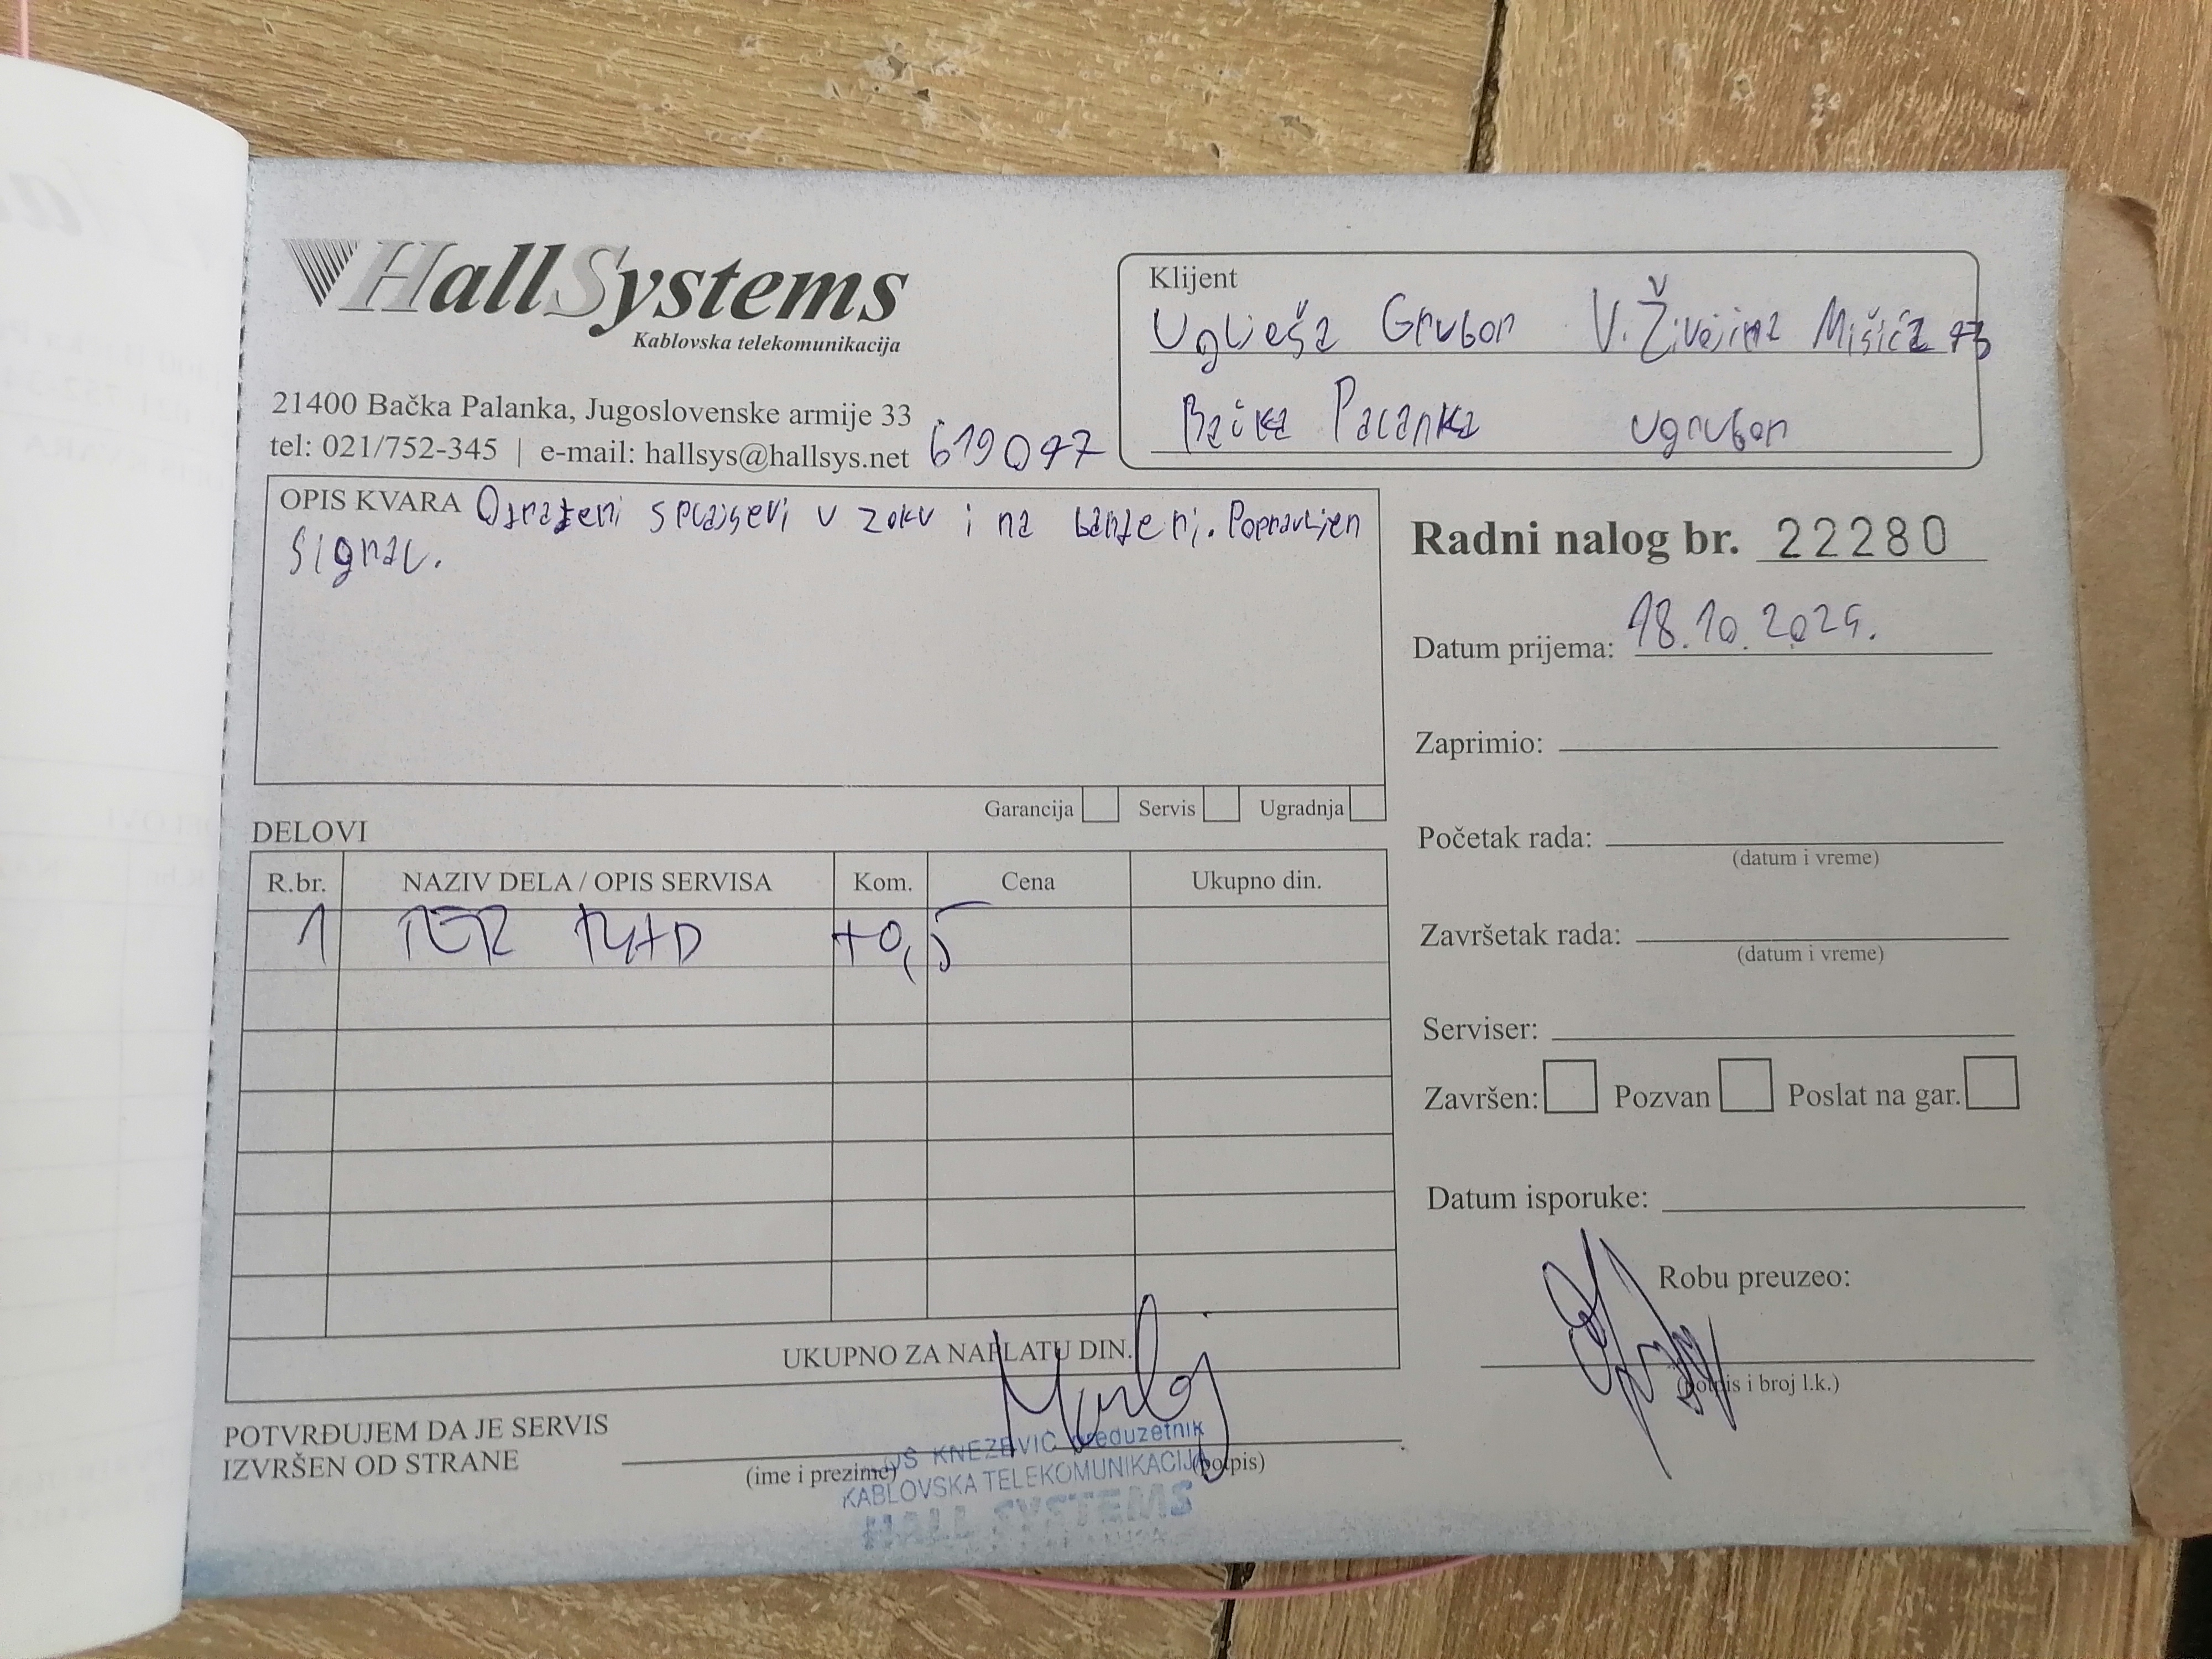 HallSystems
Kablovska telekomunikacija
21400 Bačka Palanka, Jugoslovenske armije 33
tel: 021/752-345 | e-mail: hallsys@hallsys.net 619097
Klijent
Uglješa Grubor V. Živojina Mišića
Bačka Palanka ugrubor
OPIS KVARA Odrađeni splajsevi u zoku i na banderi. Popravljen
signal.
Garancija Servis Ugradnja
Radni nalog br. 22280
Datum prijema: 18.10.2024.
Zaprimio:
Početak rada:
(datum i vreme)
Završetak rada:
(datum i vreme)
Serviser:
Završen: Pozvan Poslat na gar.
Datum isporuke:
Robu preuzeo:
(potpis i broj l.k.)
DELOVI
R.br. NAZIV DELA / OPIS SERVISA Kom. Cena Ukupno din.
1 +0,5
UKUPNO ZA NAPLATU DIN.
POTVRĐUJEM DA JE SERVIS
IZVRŠEN OD STRANE
(ime i prezime) (potpis)
KNEZEVIC preduzetnik
KABLOVSKA TELEKOMUNIKACIJA
HALL SYSTEMS